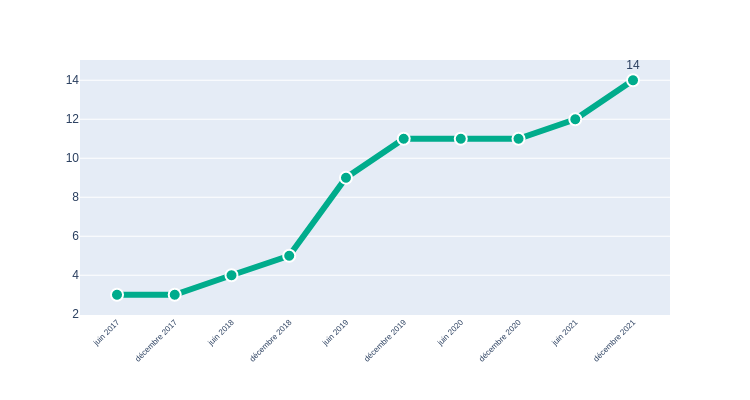 14
14
12
10
8
6
4
2
juin 2017
décembre 2017
juin 2018
décembre 2018
juin 2019
décembre 2019
juin 2020
décembre 2020
juin 2021
décembre 2021